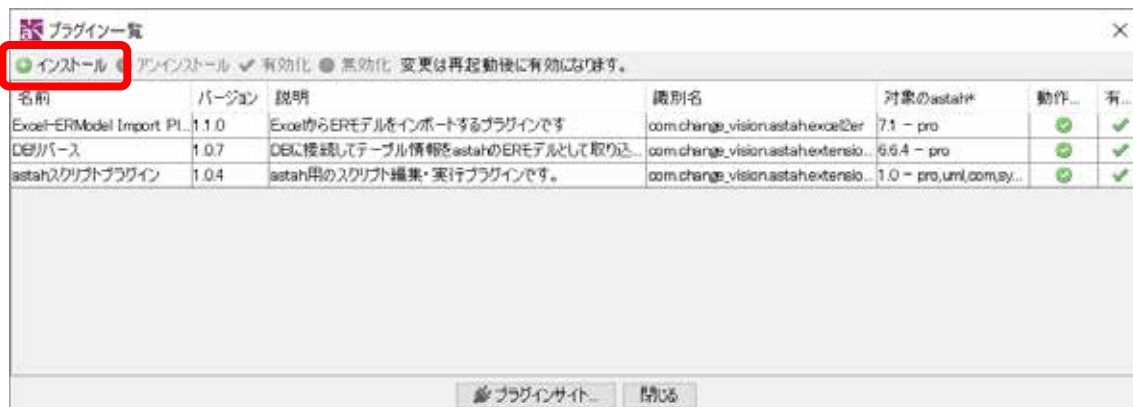 プラグイン一覧
インストール アンインストール 有効化 無効化 変更は再起動後に有効になります。
名前 バージョン 説明 識別名 対象のastah* 動作... 有...
Excel-ERModel Import Pl... 1.1.0 ExcelからERモデルをインポートするプラグインです com.change_vision.astah.excel2er 7.1 - pro
DBリバース 1.0.7 DBに接続してテーブル情報をastahのERモデルとして取り込... com.change_vision.astah.extensio... 6.6.4 - pro
astahスクリプトプラグイン 1.0.4 astah用のスクリプト編集・実行プラグインです。 com.change_vision.astah.extensio... 1.0 - pro,uml,com,sy...
プラグインサイト... 閉じる